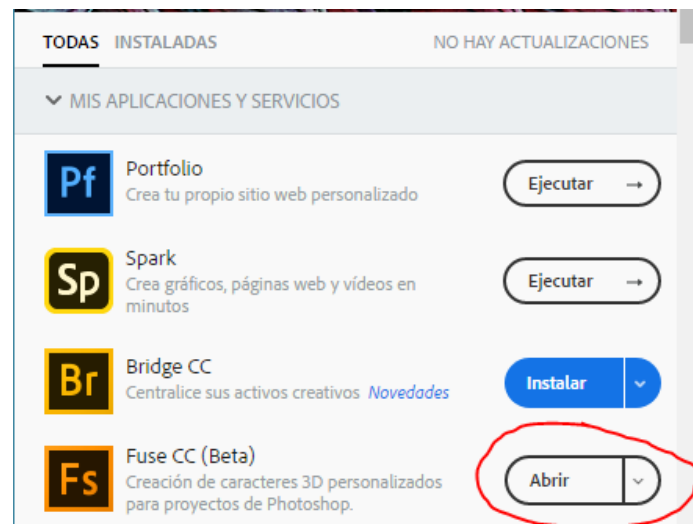 TODAS INSTALADAS NO HAY ACTUALIZACIONES
MIS APLICACIONES Y SERVICIOS
Pf
Portfolio
Crea tu propio sitio web personalizado
Ejecutar →
Sp
Spark
Crea gráficos, páginas web y vídeos en
minutos
Ejecutar →
Br
Bridge CC
Centralice sus activos creativos Novedades
Instalar
Fs
Fuse CC (Beta)
Creación de caracteres 3D personalizados
para proyectos de Photoshop.
Abrir